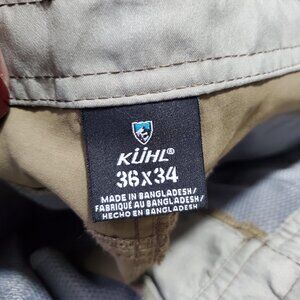 KÜHL®
36X34
MADE IN BANGLADESH/
FABRIQUÉ AU BANGLADESH/
HECHO EN BANGLADESH